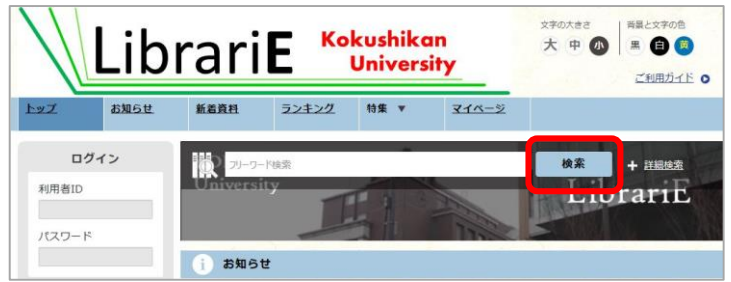 LibrariE
Kokushikan
University
文字の大きさ
大 中 小
背景と文字の色
黒 白 黄
ご利用ガイド
トップ お知らせ 新着資料 ランキング 特集 ▼ マイページ
ログイン
利用者ID
パスワード
フリーワード検索
検索
+ 詳細検索
University
LibrariE
i お知らせ